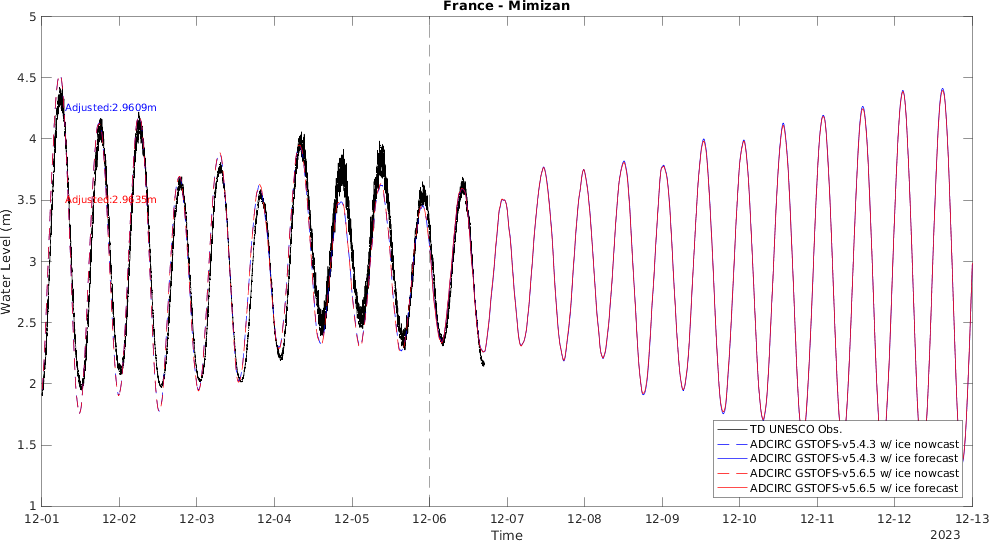 France - Mimizan
5
4.5
4
3.5
3
2.5
2
1.5
1
Water Level (m)
Adjusted:2.9609m
Adjusted:2.9635m
TD UNESCO Obs.
ADCIRC GSTOFS-v5.4.3 w/ ice nowcast
ADCIRC GSTOFS-v5.4.3 w/ ice forecast
ADCIRC GSTOFS-v5.6.5 w/ ice nowcast
ADCIRC GSTOFS-v5.6.5 w/ ice forecast
12-01 12-02 12-03 12-04 12-05 12-06 12-07 12-08 12-09 12-10 12-11 12-12 12-13
Time
2023